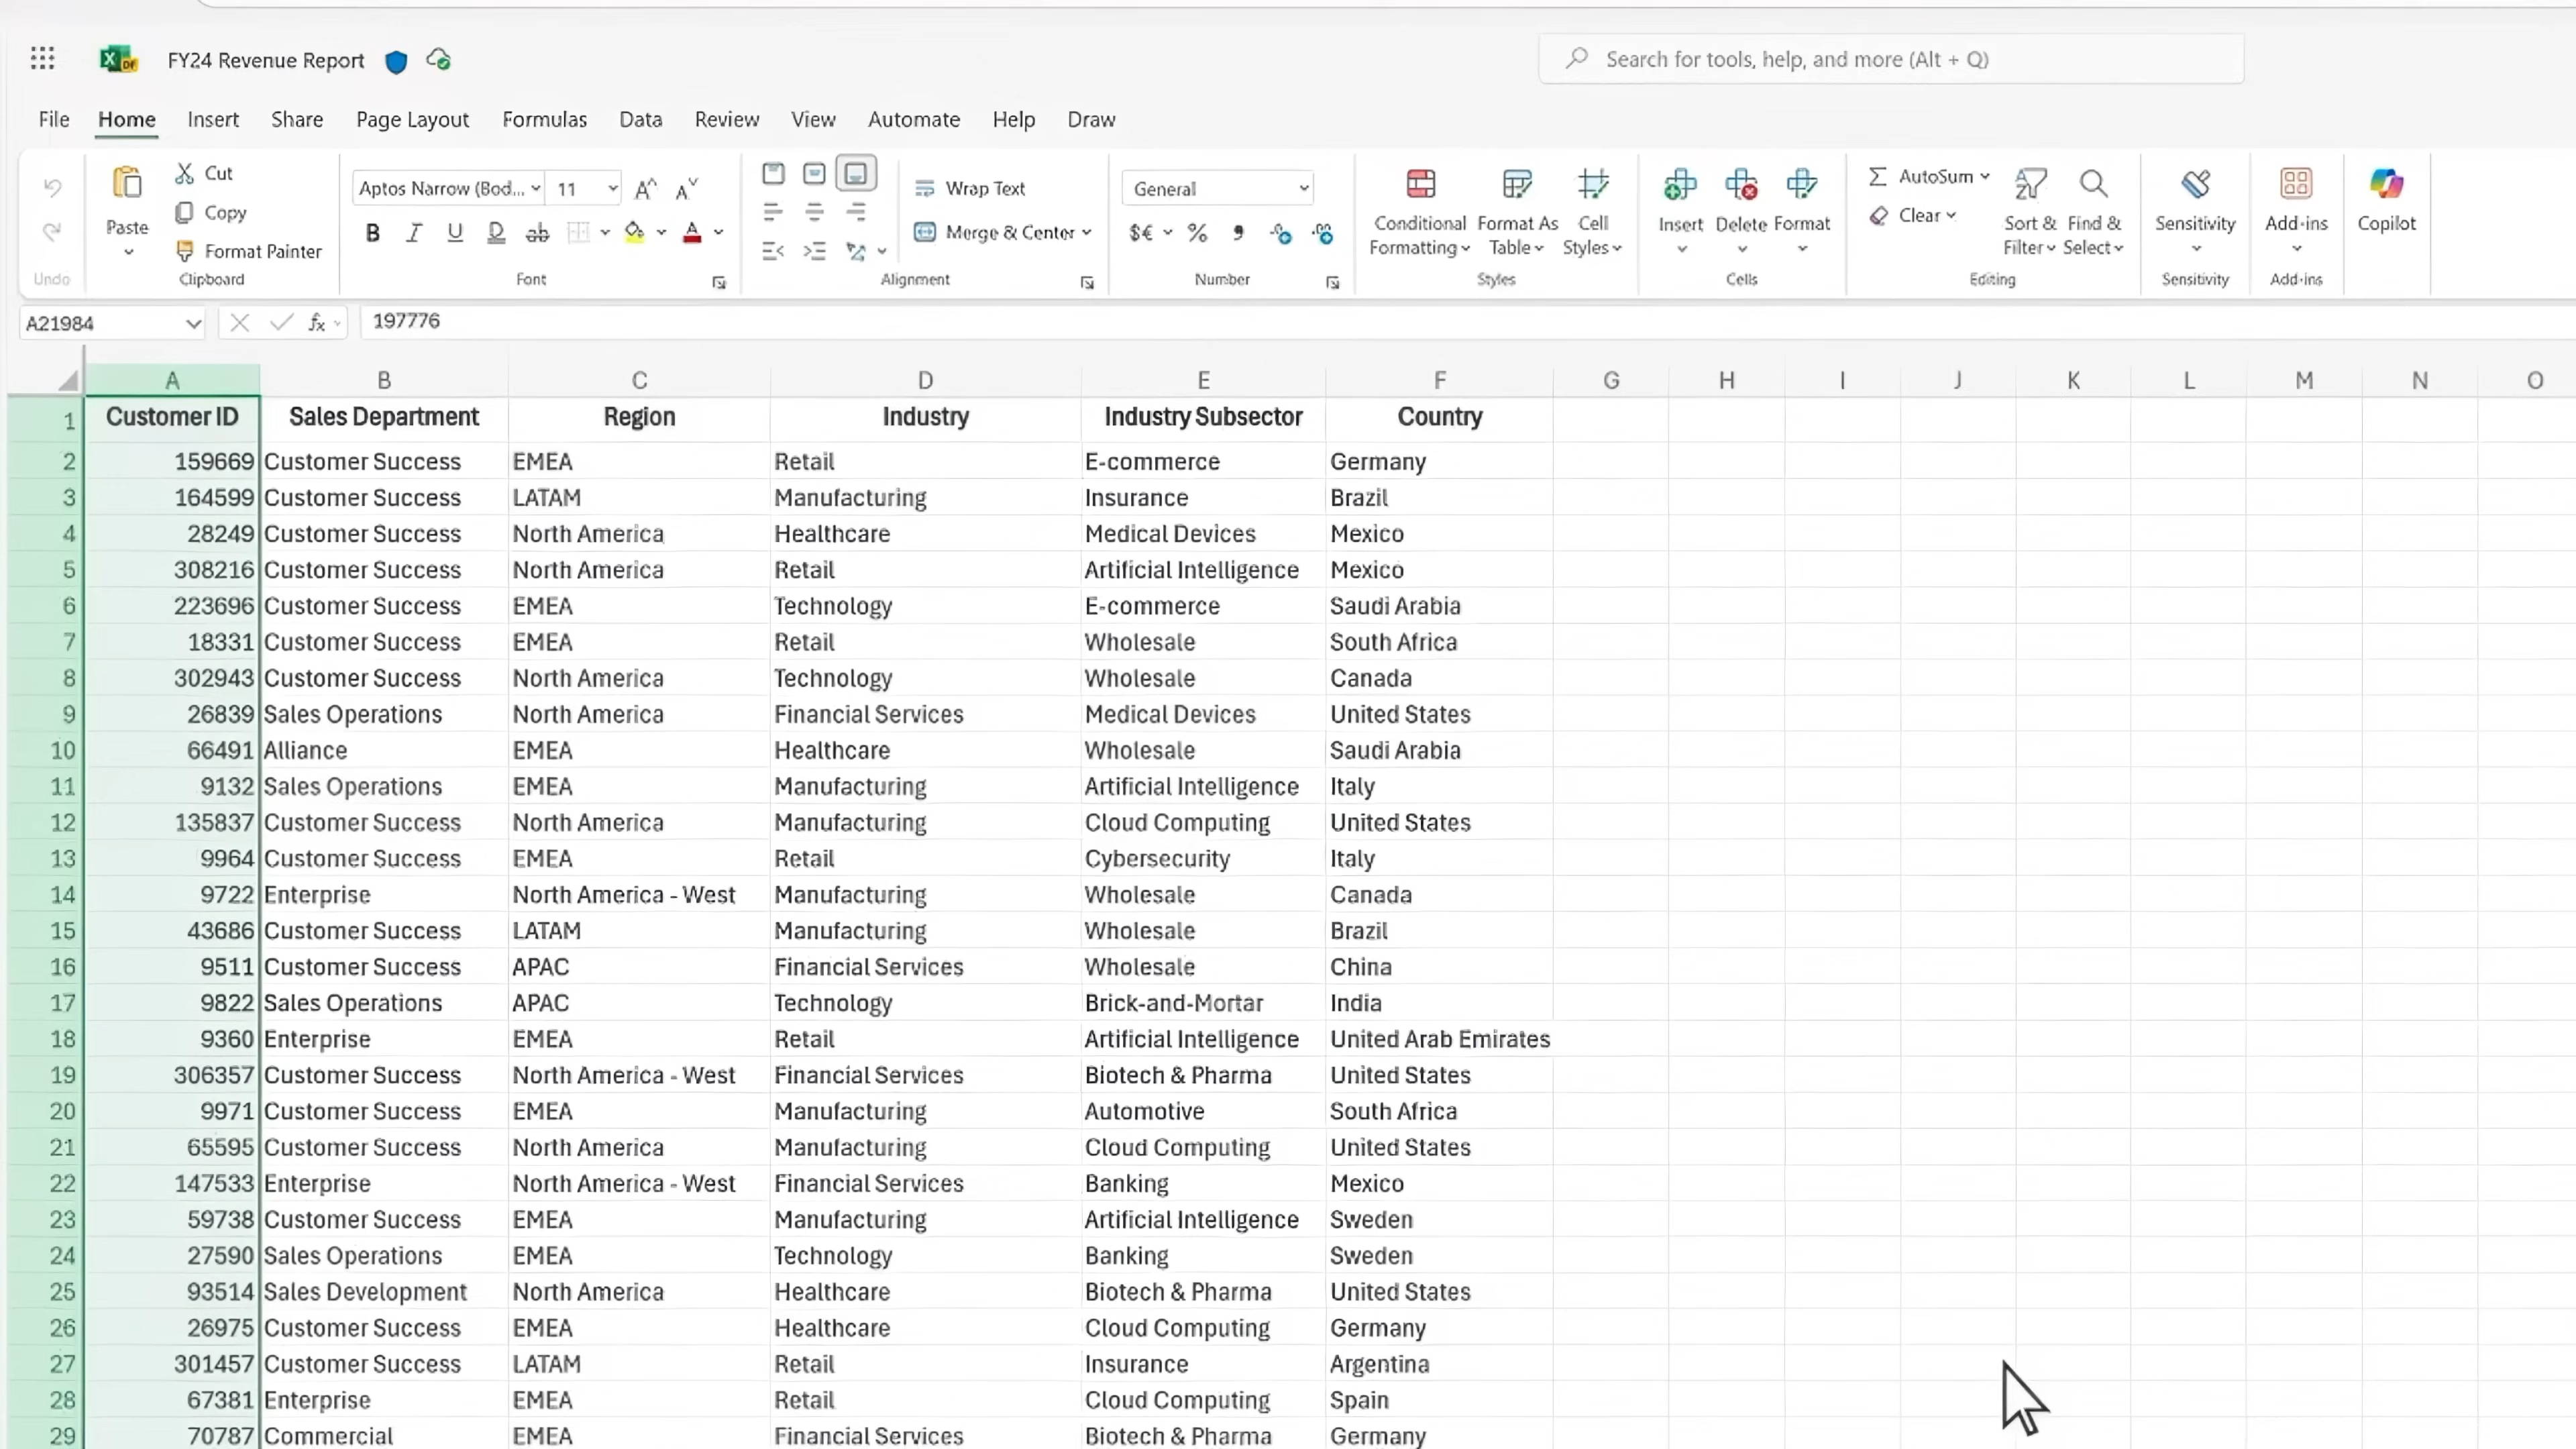 FY24 Revenue Report
Search for tools, help, and more (Alt + Q)
File Home Insert Share Page Layout Formulas Data Review View Automate Help Draw
Undo
Paste
Cut
Copy
Format Painter
Clipboard
Aptos Narrow (Bod... 11
B I U D ab A
Font
Wrap Text
Merge & Center
Alignment
General
$€ %
Number
Conditional Formatting
Format As Table
Cell Styles
Styles
Insert Delete Format
Cells
AutoSum
Clear
Sort & Filter
Find & Select
Editing
Sensitivity
Sensitivity
Add-ins
Add-ins
Copilot
A21984 fx 197776
A B C D E F G H I J K L M N O
1 Customer ID Sales Department Region Industry Industry Subsector Country
2 159669 Customer Success EMEA Retail E-commerce Germany
3 164599 Customer Success LATAM Manufacturing Insurance Brazil
4 28249 Customer Success North America Healthcare Medical Devices Mexico
5 308216 Customer Success North America Retail Artificial Intelligence Mexico
6 223696 Customer Success EMEA Technology E-commerce Saudi Arabia
7 18331 Customer Success EMEA Retail Wholesale South Africa
8 302943 Customer Success North America Technology Wholesale Canada
9 26839 Sales Operations North America Financial Services Medical Devices United States
10 66491 Alliance EMEA Healthcare Wholesale Saudi Arabia
11 9132 Sales Operations EMEA Manufacturing Artificial Intelligence Italy
12 135837 Customer Success North America Manufacturing Cloud Computing United States
13 9964 Customer Success EMEA Retail Cybersecurity Italy
14 9722 Enterprise North America - West Manufacturing Wholesale Canada
15 43686 Customer Success LATAM Manufacturing Wholesale Brazil
16 9511 Customer Success APAC Financial Services Wholesale China
17 9822 Sales Operations APAC Technology Brick-and-Mortar India
18 9360 Enterprise EMEA Retail Artificial Intelligence United Arab Emirates
19 306357 Customer Success North America - West Financial Services Biotech & Pharma United States
20 9971 Customer Success EMEA Manufacturing Automotive South Africa
21 65595 Customer Success North America Manufacturing Cloud Computing United States
22 147533 Enterprise North America - West Financial Services Banking Mexico
23 59738 Customer Success EMEA Manufacturing Artificial Intelligence Sweden
24 27590 Sales Operations EMEA Technology Banking Sweden
25 93514 Sales Development North America Healthcare Biotech & Pharma United States
26 26975 Customer Success EMEA Healthcare Cloud Computing Germany
27 301457 Customer Success LATAM Retail Insurance Argentina
28 67381 Enterprise EMEA Retail Cloud Computing Spain
29 70787 Commercial EMEA Financial Services Biotech & Pharma Germany